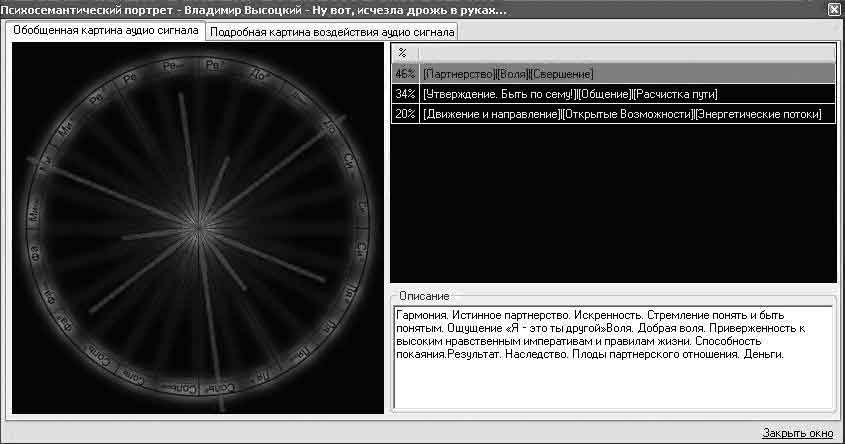 Психосемантический портрет - Владимир Высоцкий - Ну вот, исчезла дрожь в руках...
Обобщенная картина аудио сигнала
Подробная картина воздействия аудио сигнала
%
46% [Партнерство][Воля][Свершение]
34% [Утверждение. Быть по сему!][Общение][Расчистка пути]
20% [Движение и направление][Открытые Возможности][Энергетические потоки]
Описание
Гармония. Истинное партнерство. Искренность. Стремление понять и быть
понятым. Ощущение «Я - это ты другой»Воля. Добрая воля. Приверженность к
высоким нравственным императивам и правилам жизни. Способность
покаяния.Результат. Наследство. Плоды партнерского отношения. Деньги.
Закрыть окно